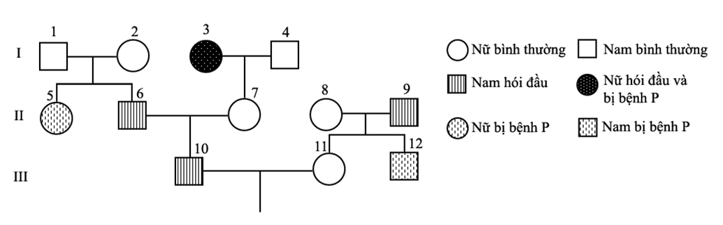 1 2 3 4
I
Nữ bình thường
Nam bình thường
5 6 7 8 9
II
Nam hói đầu
Nữ hói đầu và
bị bệnh P
Nữ bị bệnh P
Nam bị bệnh P
10 11 12
III